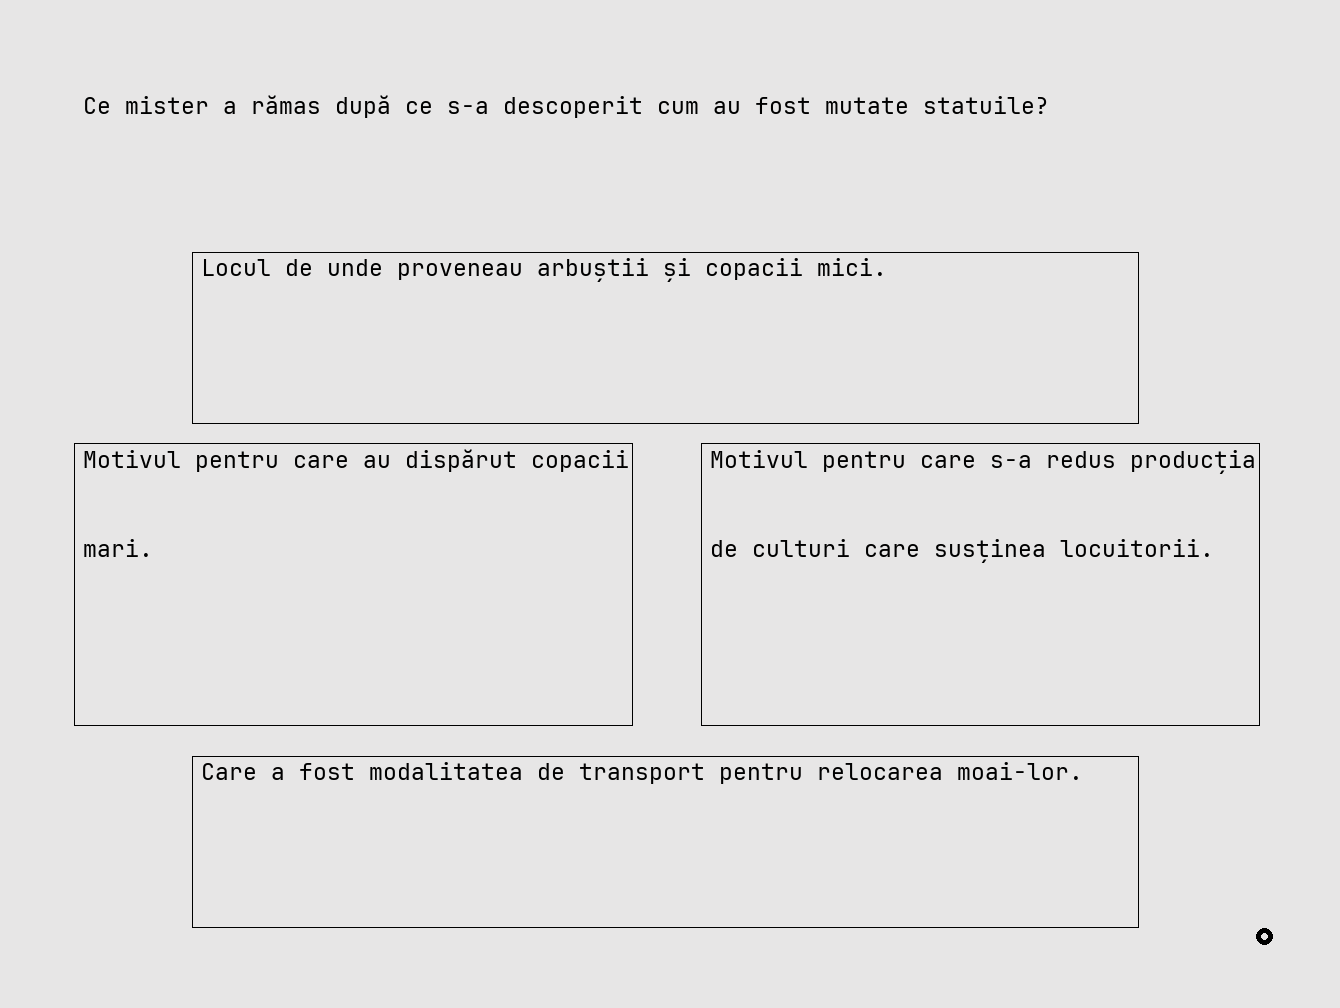 Ce mister a rămas după ce s-a descoperit cum au fost mutate statuile?
Locul de unde proveneau arbuștii și copacii mici.
Motivul pentru care au dispărut copacii
mari.
Motivul pentru care s-a redus producția
de culturi care susținea locuitorii.
Care a fost modalitatea de transport pentru relocarea moai-lor.